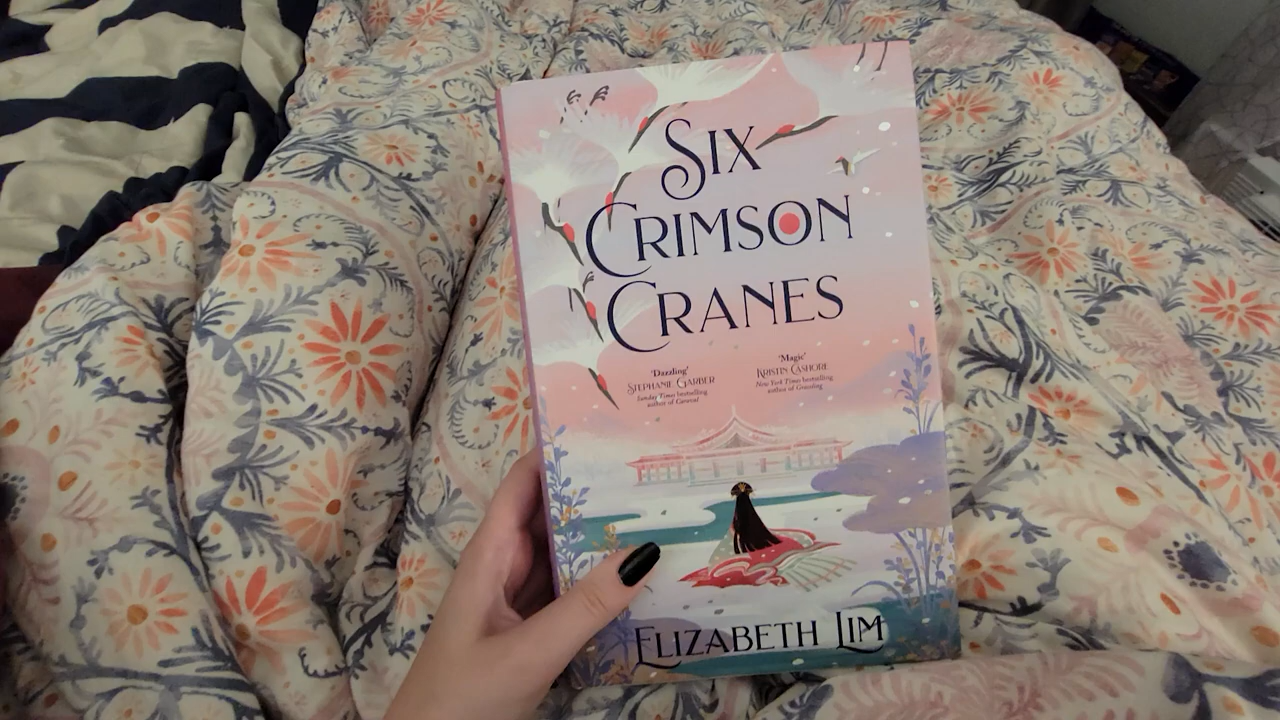 SIX
CRIMSON
CRANES
'Dazzling'
STEPHANIE GARBER
Sunday Times bestselling
author of Caraval
'Magic'
KRISTIN CASHORE
New York Times bestselling
author of Graceling
ELIZABETH LIM